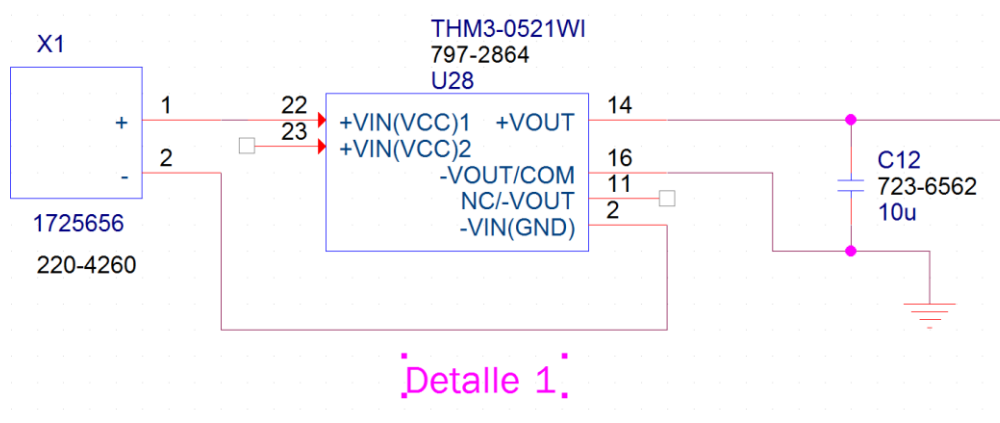 X1
+
-
1
2
1725656
220-4260
THM3-0521WI
797-2864
U28
22
23
+VIN(VCC)1
+VIN(VCC)2
+VOUT
-VOUT/COM
NC/-VOUT
-VIN(GND)
14
16
11
2
C12
723-6562
10u
Detalle 1